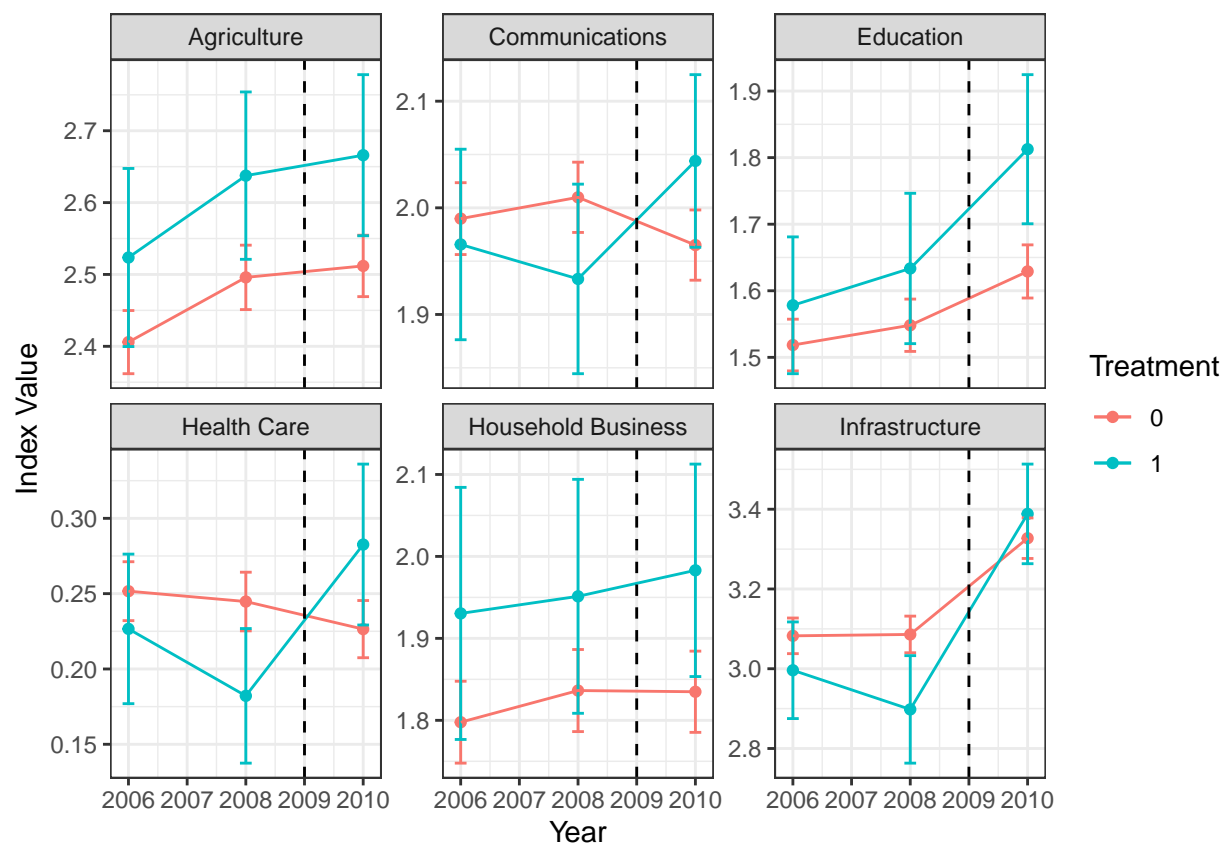 Agriculture
Communications
Education
2.7
2.6
2.5
2.4
2.1
2.0
1.9
1.9
1.8
1.7
1.6
1.5
Health Care
Household Business
Infrastructure
0.30
0.25
0.20
0.15
2.1
2.0
1.9
1.8
3.4
3.2
3.0
2.8
2006 2007 2008 2009 2010
2006 2007 2008 2009 2010
2006 2007 2008 2009 2010
Year
Index Value
Treatment
0
1